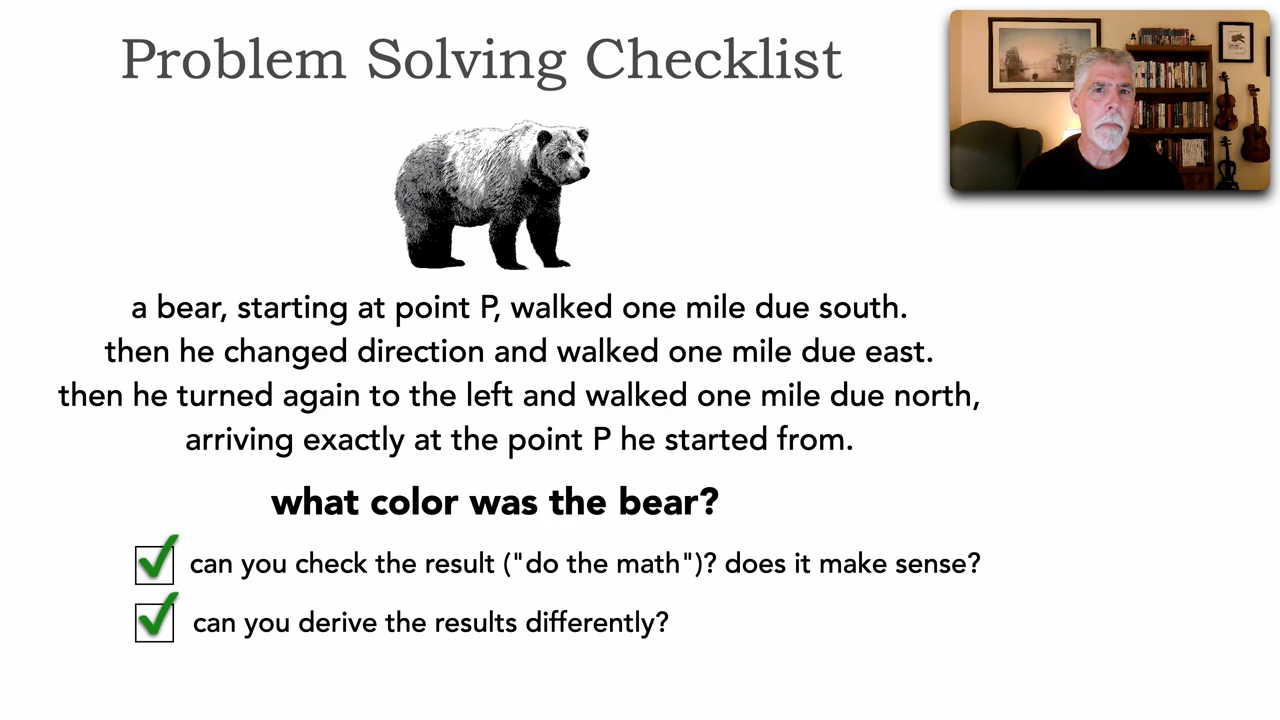 Problem Solving Checklist
a bear, starting at point P, walked one mile due south.
then he changed direction and walked one mile due east.
then he turned again to the left and walked one mile due north,
arriving exactly at the point P he started from.
what color was the bear?
can you check the result ("do the math")? does it make sense?
can you derive the results differently?